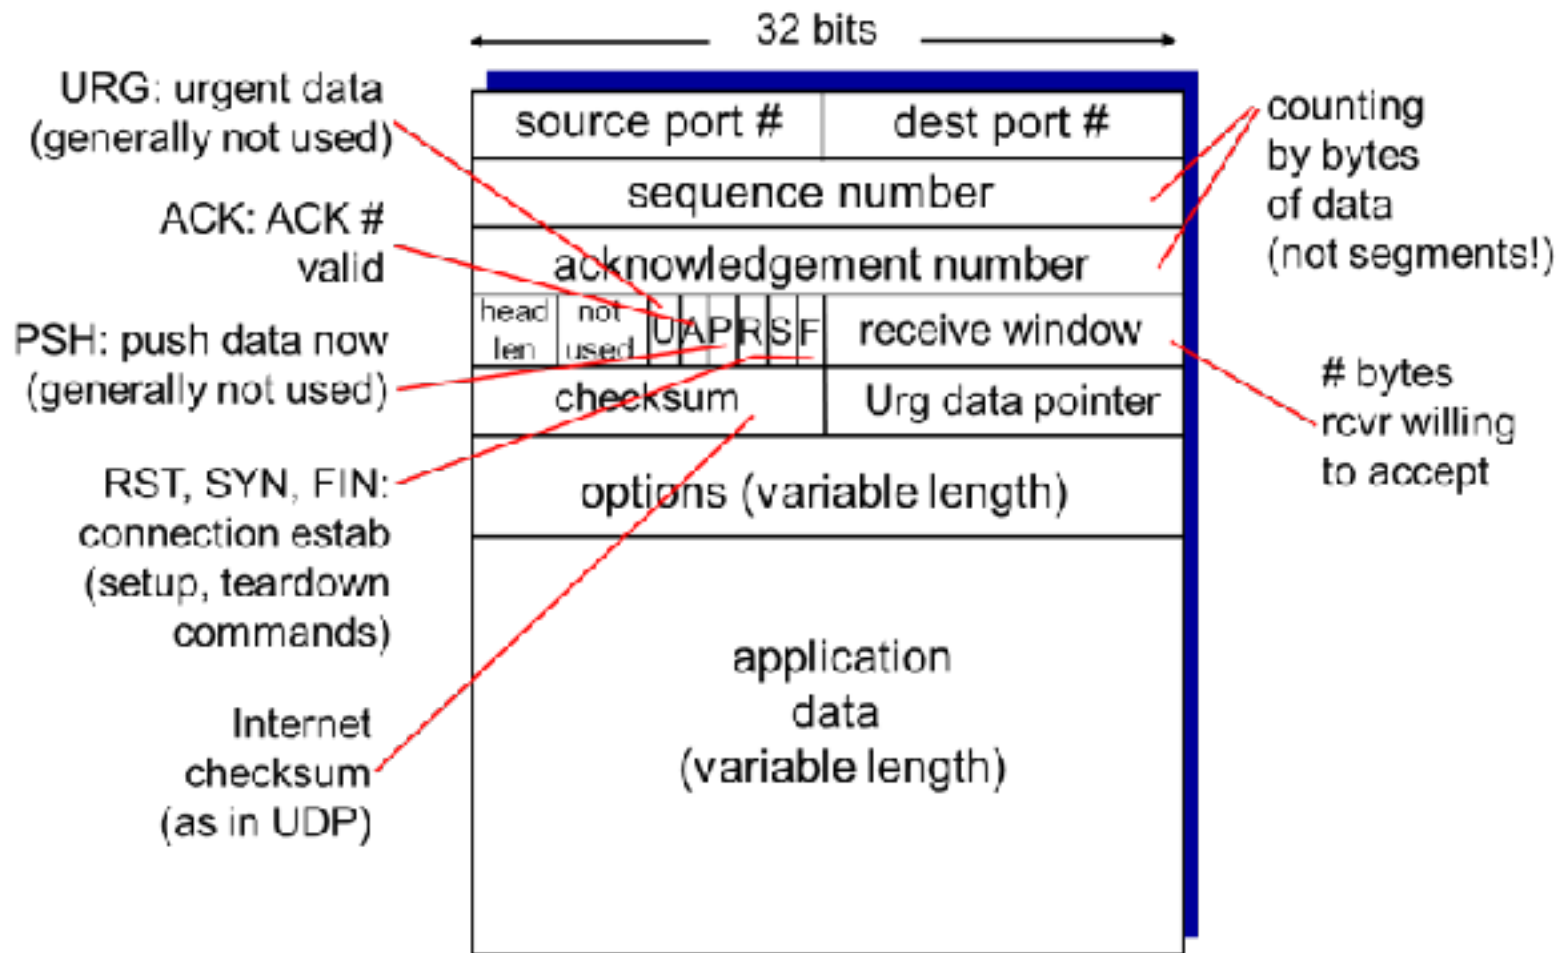 32 bits
URG: urgent data
(generally not used)
ACK: ACK #
valid
PSH: push data now
(generally not used)
RST, SYN, FIN:
connection estab
(setup, teardown
commands)
Internet
checksum
(as in UDP)
source port #
dest port #
sequence number
acknowledgement number
head
len
not
used
U
A
P
R
S
F
receive window
checksum
Urg data pointer
options (variable length)
application
data
(variable length)
counting
by bytes
of data
(not segments!)
# bytes
rcvr willing
to accept